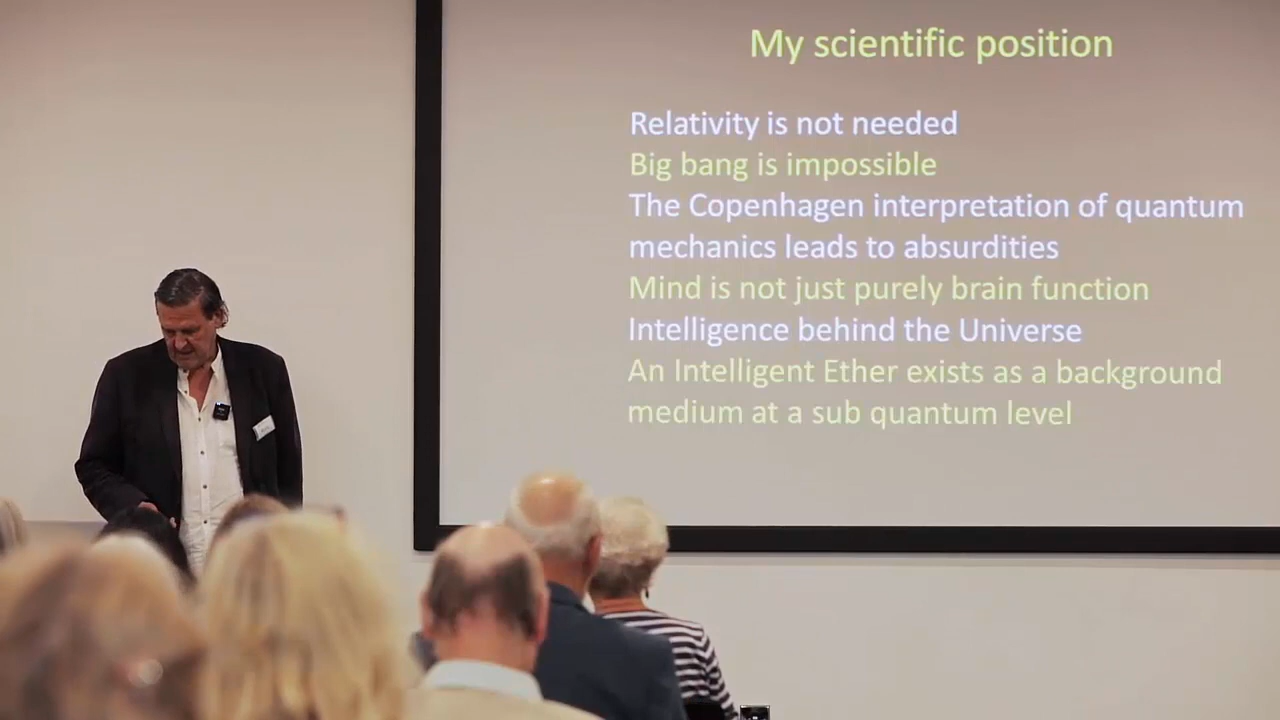 My scientific position
Relativity is not needed
Big bang is impossible
The Copenhagen interpretation of quantum
mechanics leads to absurdities
Mind is not just purely brain function
Intelligence behind the Universe
An Intelligent Ether exists as a background
medium at a sub quantum level